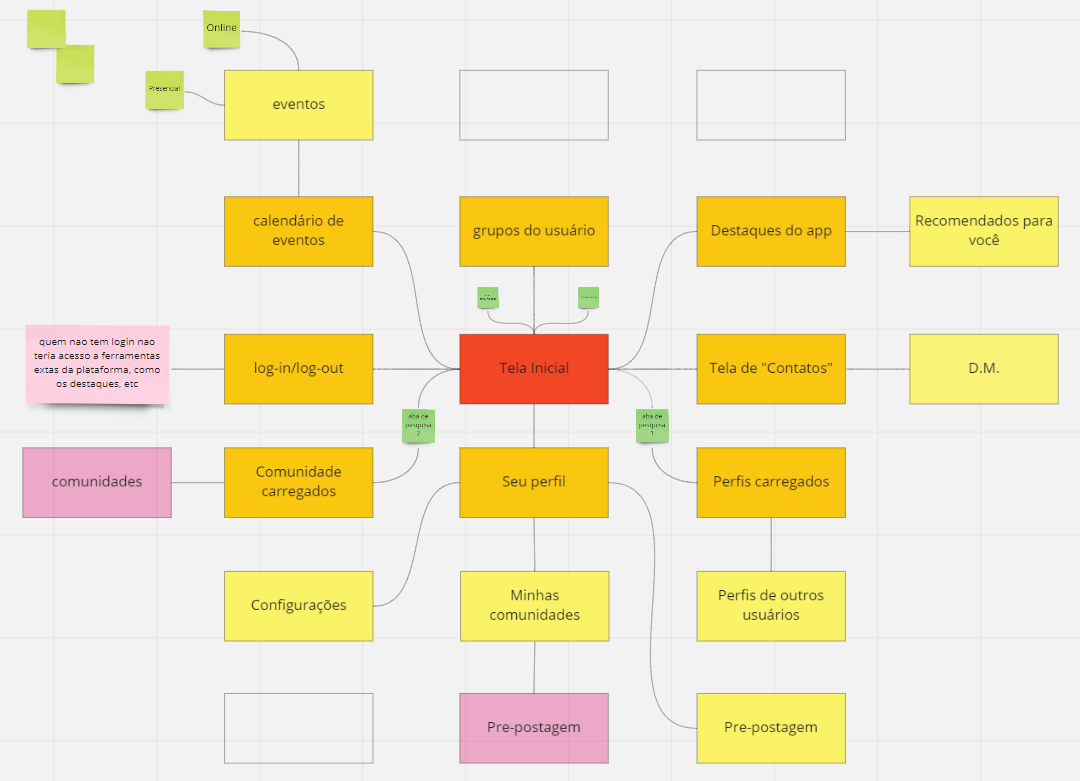 Online
Presencial
eventos
calendário de
eventos
grupos do usuário
Destaques do app
Recomendados para
você
quem nao tem login nao
teria acesso a ferramentas
extas da plataforma, como
os destaques, etc
log-in/log-out
Tela Inicial
Tela de "Contatos"
D.M.
aba de
pesquisa
2
aba de
pesquisa
1
comunidades
Comunidade
carregados
Seu perfil
Perfis carregados
Configurações
Minhas
comunidades
Perfis de outros
usuários
Pre-postagem
Pre-postagem